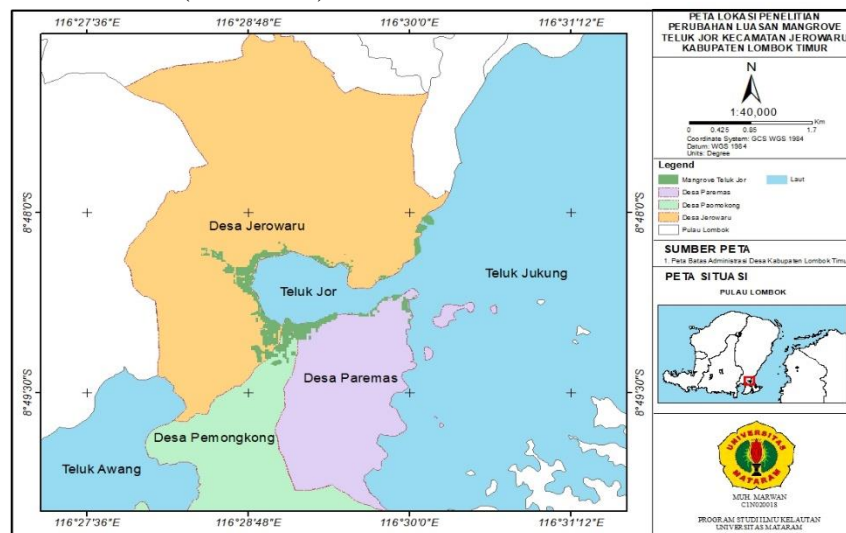 116°27'36"E 116°28'48"E 116°30'0"E 116°31'12"E
8°48'0"S
8°49'30"S
Desa Jerowaru
Teluk Jor
Teluk Jukung
Desa Paremas
Desa Pemongkong
Teluk Awang
8°48'0"S
8°49'30"S
116°27'36"E 116°28'48"E 116°30'0"E 116°31'12"E
PETA LOKASI PENELITIAN
PERUBAHAN LUASAN MANGROVE
TELUK JOR KECAMATAN JEROWARU
KABUPATEN LOMBOK TIMUR
N
1:40,000
Km
0 0.425 0.85 1.7
Coordinate System: GCS WGS 1984
Datum: WGS 1984
Units: Degree
Legend
Mangrove Teluk Jor Laut
Desa Paremas
Desa Paomokong
Desa Jerowaru
Pulau Lombok
SUMBER PETA
1. Peta Batas Administrasi Desa Kabupaten Lombok Timur
PETA SITUASI
PULAU LOMBOK
UNIVERSITAS
MATARAM
MUH. MARWAN
C1N020018
PROGRAM STUDI ILMU KELAUTAN
UNIVERSITAS MATARAM